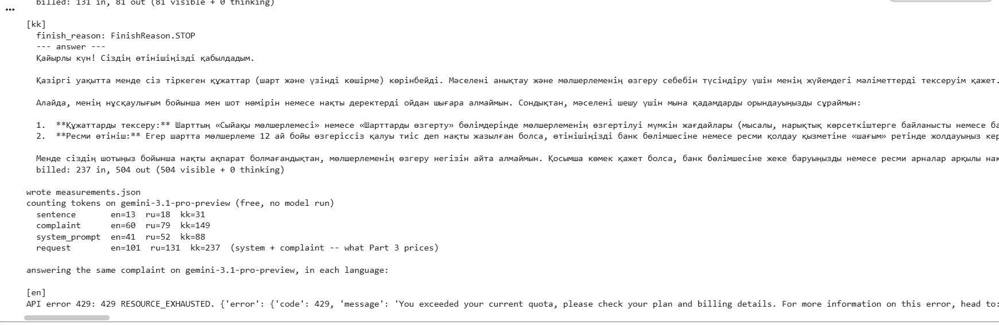 billed: 131 in, 81 out (81 visible + 0 thinking)
[kk]
finish_reason: FinishReason.STOP
--- answer ---
Қайырлы күн! Сіздің өтінішіңізді қабылдадым.
Қазіргі уақытта менде сіз тіркеген құжаттар (шарт және үзінді көшірме) көрінбейді. Мәселені анықтау және мөлшерлеменің өзгеру себебін түсіндіру үшін менің жүйемдегі мәліметтерді тексеруім қажет.
Алайда, менің нұсқаулығым бойынша мен шот нөмірін немесе нақты деректерді ойдан шығара алмаймын. Сондықтан, мәселені шешу үшін мына қадамдарды орындауыңызды сұраймын:
1.  **Құжаттарды тексеру:** Шарттың «Сыйақы мөлшерлемесі» немесе «Шарттарды өзгерту» бөлімдерінде мөлшерлеменің өзгертілуі мүмкін жағдайлары (мысалы, нарықтық көрсеткіштерге байланысты немесе ба
2.  **Ресми өтініш:** Егер шартта мөлшерлеме 12 ай бойы өзгеріссіз қалуы тиіс деп нақты жазылған болса, өтінішіңізді банк бөлімшесіне немесе ресми қолдау қызметіне «шағым» ретінде жолдауыңыз кер
Менде сіздің шотыңыз бойынша нақты ақпарат болмағандықтан, мөлшерлеменің өзгеру негізін айта алмаймын. Қосымша көмек қажет болса, банк бөлімшесіне жеке баруыңызды немесе ресми арналар арқылы нақ
billed: 237 in, 504 out (504 visible + 0 thinking)
wrote measurements.json
counting tokens on gemini-3.1-pro-preview (free, no model run)
sentence       en=13  ru=18  kk=31
complaint      en=60  ru=79  kk=149
system_prompt  en=41  ru=52  kk=88
request        en=101  ru=131  kk=237  (system + complaint -- what Part 3 prices)
answering the same complaint on gemini-3.1-pro-preview, in each language:
[en]
API error 429: 429 RESOURCE_EXHAUSTED. {'error': {'code': 429, 'message': 'You exceeded your current quota, please check your plan and billing details. For more information on this error, head to: